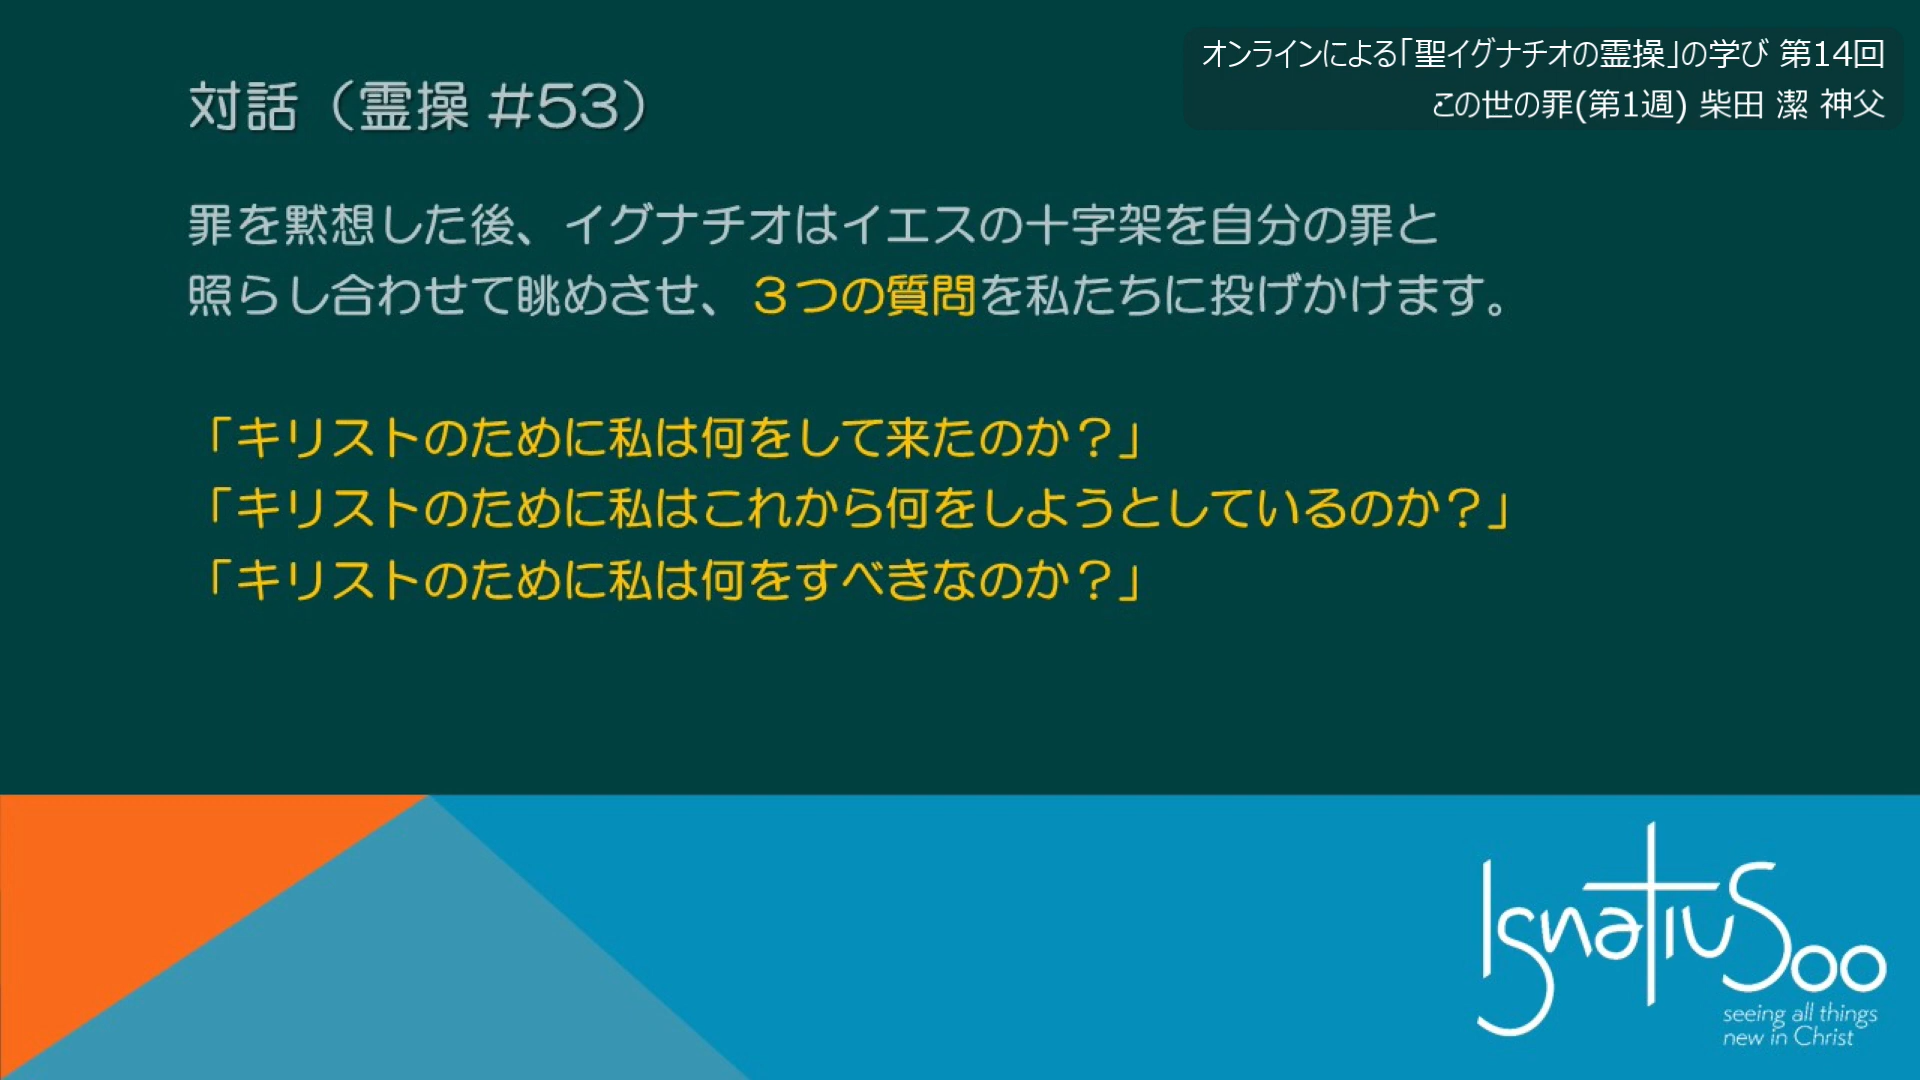 オンラインによる「聖イグナチオの霊操」の学び 第14回
この世の罪(第1週) 柴田 潔 神父
対話（霊操 #53）
罪を黙想した後、イグナチオはイエスの十字架を自分の罪と
照らし合わせて眺めさせ、３つの質問を私たちに投げかけます。
「キリストのために私は何をして来たのか？」
「キリストのために私はこれから何をしようとしているのか？」
「キリストのために私は何をすべきなのか？」
Ignatius500
seeing all things
new in Christ